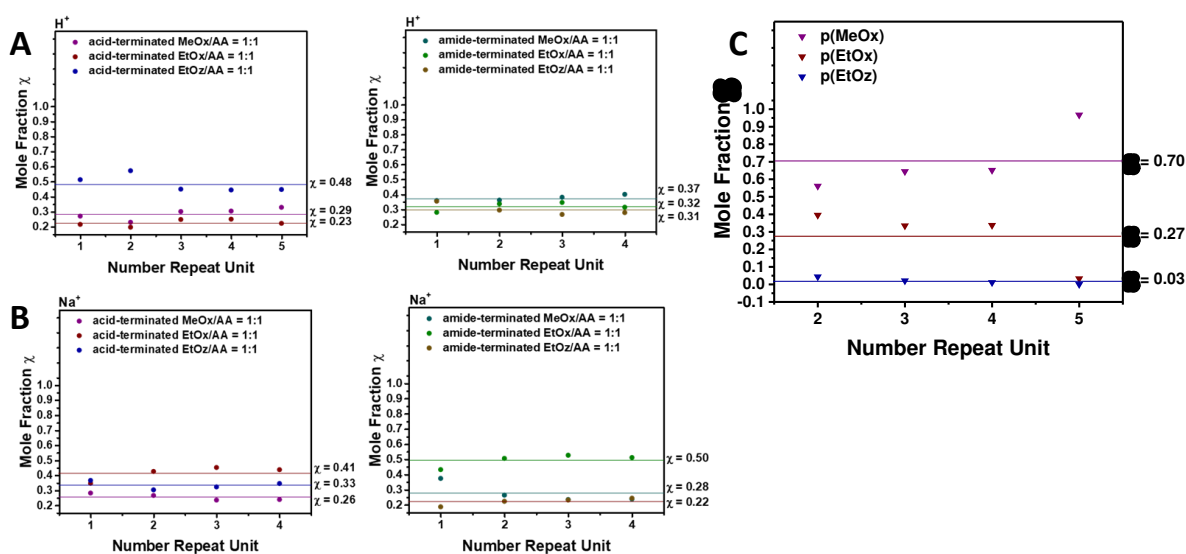 A
H+
acid-terminated MeOx/AA = 1:1
acid-terminated EtOx/AA = 1:1
acid-terminated EtOz/AA = 1:1
Mole Fraction χ
1.0
0.9
0.8
0.7
0.6
0.5
0.4
0.3
0.2
χ = 0.48
χ = 0.29
χ = 0.23
1 2 3 4 5
Number Repeat Unit
H+
amide-terminated MeOx/AA = 1:1
amide-terminated EtOx/AA = 1:1
amide-terminated EtOz/AA = 1:1
Mole Fraction χ
1.0
0.9
0.8
0.7
0.6
0.5
0.4
0.3
0.2
χ = 0.37
χ = 0.32
χ = 0.31
1 2 3 4
Number Repeat Unit
B
Na+
acid-terminated MeOx/AA = 1:1
acid-terminated EtOx/AA = 1:1
acid-terminated EtOz/AA = 1:1
Mole Fraction χ
1.0
0.9
0.8
0.7
0.6
0.5
0.4
0.3
0.2
χ = 0.41
χ = 0.33
χ = 0.26
1 2 3 4
Number Repeat Unit
Na+
amide-terminated MeOx/AA = 1:1
amide-terminated EtOx/AA = 1:1
amide-terminated EtOz/AA = 1:1
Mole Fraction χ
1.0
0.9
0.8
0.7
0.6
0.5
0.4
0.3
0.2
χ = 0.50
χ = 0.28
χ = 0.22
1 2 3 4
Number Repeat Unit
C
p(MeOx)
p(EtOx)
p(EtOz)
Mole Fraction
1.0
0.9
0.8
0.7
0.6
0.5
0.4
0.3
0.2
0.1
0.0
-0.1
= 0.70
= 0.27
= 0.03
2 3 4 5
Number Repeat Unit